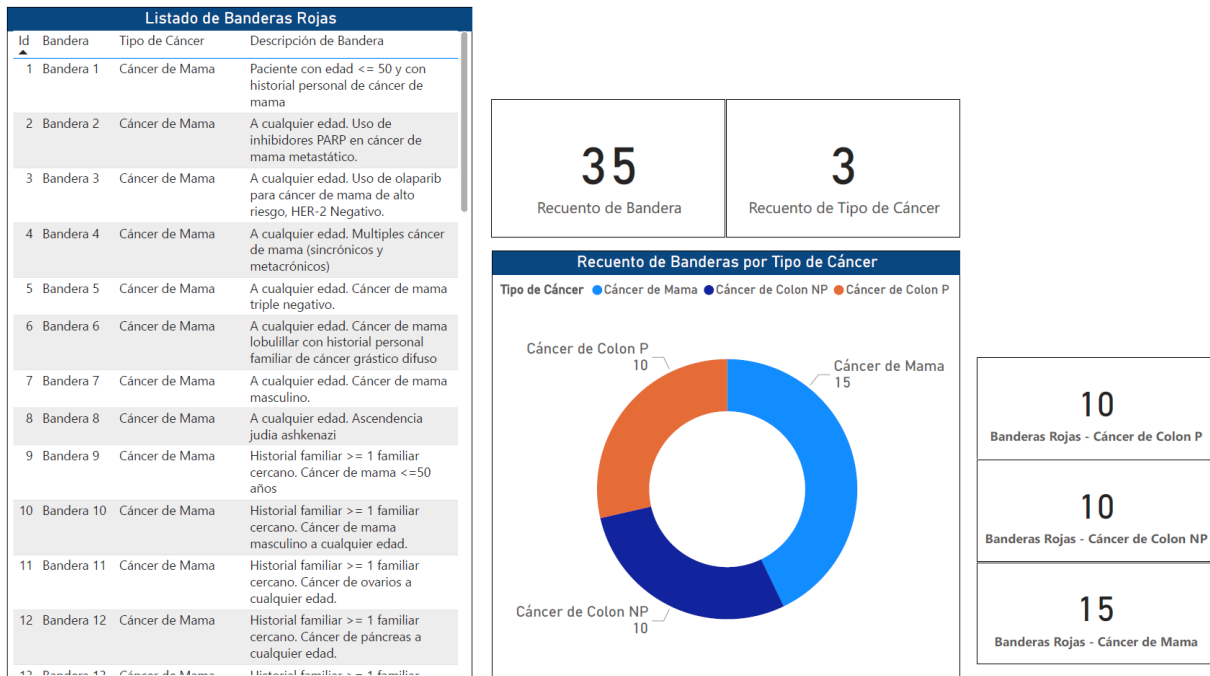 Listado de Banderas Rojas
Id Bandera Tipo de Cáncer Descripción de Bandera
1 Bandera 1 Cáncer de Mama Paciente con edad <= 50 y con
historial personal de cáncer de
mama
2 Bandera 2 Cáncer de Mama A cualquier edad. Uso de
inhibidores PARP en cáncer de
mama metastático.
3 Bandera 3 Cáncer de Mama A cualquier edad. Uso de olaparib
para cáncer de mama de alto
riesgo, HER-2 Negativo.
4 Bandera 4 Cáncer de Mama A cualquier edad. Multiples cáncer
de mama (sincrónicos y
metacrónicos)
5 Bandera 5 Cáncer de Mama A cualquier edad. Cáncer de mama
triple negativo.
6 Bandera 6 Cáncer de Mama A cualquier edad. Cáncer de mama
lobulillar con historial personal
familiar de cáncer grástico difuso
7 Bandera 7 Cáncer de Mama A cualquier edad. Cáncer de mama
masculino.
8 Bandera 8 Cáncer de Mama A cualquier edad. Ascendencia
judia ashkenazi
9 Bandera 9 Cáncer de Mama Historial familiar >= 1 familiar
cercano. Cáncer de mama <=50
años
10 Bandera 10 Cáncer de Mama Historial familiar >= 1 familiar
cercano. Cáncer de mama
masculino a cualquier edad.
11 Bandera 11 Cáncer de Mama Historial familiar >= 1 familiar
cercano. Cáncer de ovarios a
cualquier edad.
12 Bandera 12 Cáncer de Mama Historial familiar >= 1 familiar
cercano. Cáncer de páncreas a
cualquier edad.
13 Bandera 13 Cáncer de Mama Historial familiar >= 1 familiar
35
Recuento de Bandera
3
Recuento de Tipo de Cáncer
Recuento de Banderas por Tipo de Cáncer
Tipo de Cáncer Cáncer de Mama Cáncer de Colon NP Cáncer de Colon P
Cáncer de Colon P
10
Cáncer de Mama
15
Cáncer de Colon NP
10
10
Banderas Rojas - Cáncer de Colon P
10
Banderas Rojas - Cáncer de Colon NP
15
Banderas Rojas - Cáncer de Mama